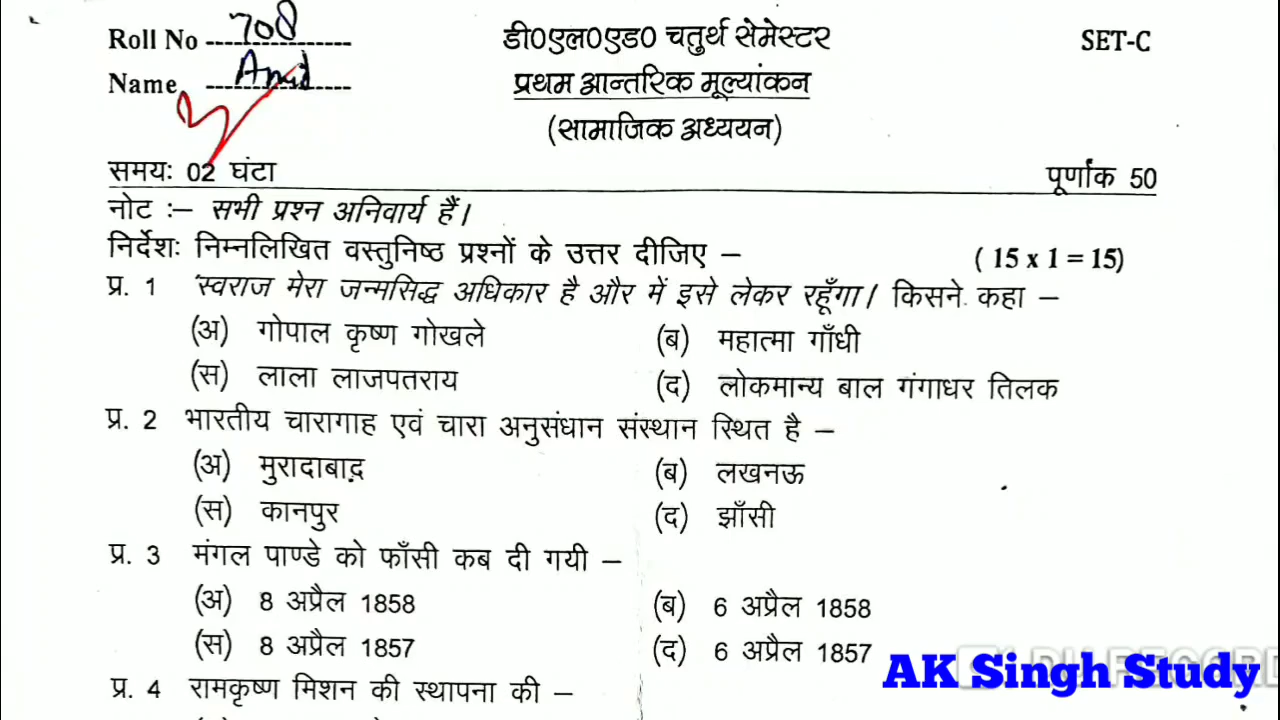 Roll No 708 डी0एल0एड0 चतुर्थ सेमेस्टर SET-C
Name प्रथम आन्तरिक मूल्यांकन
(सामाजिक अध्ययन)
समयः 02 घंटा पूर्णांक 50
नोट :– सभी प्रश्न अनिवार्य हैं।
निर्देशः निम्नलिखित वस्तुनिष्ठ प्रश्नों के उत्तर दीजिए – ( 15 x 1 = 15)
प्र. 1 'स्वराज मेरा जन्मसिद्ध अधिकार है और में इसे लेकर रहूँगा। किसने कहा –
(अ) गोपाल कृष्ण गोखले (ब) महात्मा गाँधी
(स) लाला लाजपतराय (द) लोकमान्य बाल गंगाधर तिलक
प्र. 2 भारतीय चारागाह एवं चारा अनुसंधान संस्थान स्थित है –
(अ) मुरादाबाद़ (ब) लखनऊ
(स) कानपुर (द) झाँसी
प्र. 3 मंगल पाण्डे को फाँसी कब दी गयी –
(अ) 8 अप्रैल 1858 (ब) 6 अप्रैल 1858
(स) 8 अप्रैल 1857 (द) 6 अप्रैल 1857
AK Singh Study
प्र. 4 रामकृष्ण मिशन की स्थापना की –